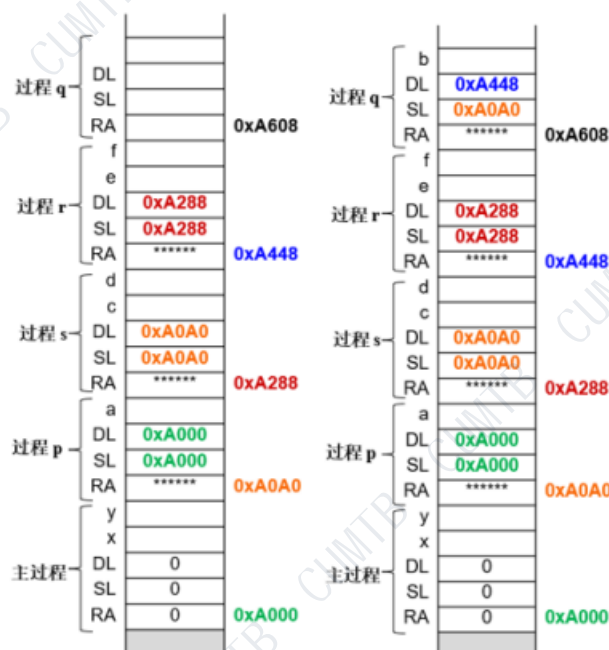 过程 q
DL
SL
RA 0xA608
过程 r
f
e
DL 0xA288
SL 0xA288
RA ****** 0xA448
过程 s
d
c
DL 0xA0A0
SL 0xA0A0
RA ****** 0xA288
过程 p
a
DL 0xA000
SL 0xA000
RA ****** 0xA0A0
主过程
y
x
DL 0
SL 0
RA 0 0xA000
过程 q
b
DL 0xA448
SL 0xA0A0
RA ****** 0xA608
过程 r
f
e
DL 0xA288
SL 0xA288
RA ****** 0xA448
过程 s
d
c
DL 0xA0A0
SL 0xA0A0
RA ****** 0xA288
过程 p
a
DL 0xA000
SL 0xA000
RA ****** 0xA0A0
主过程
y
x
DL 0
SL 0
RA 0 0xA000
CUMTB
CUMTB
CUMTB